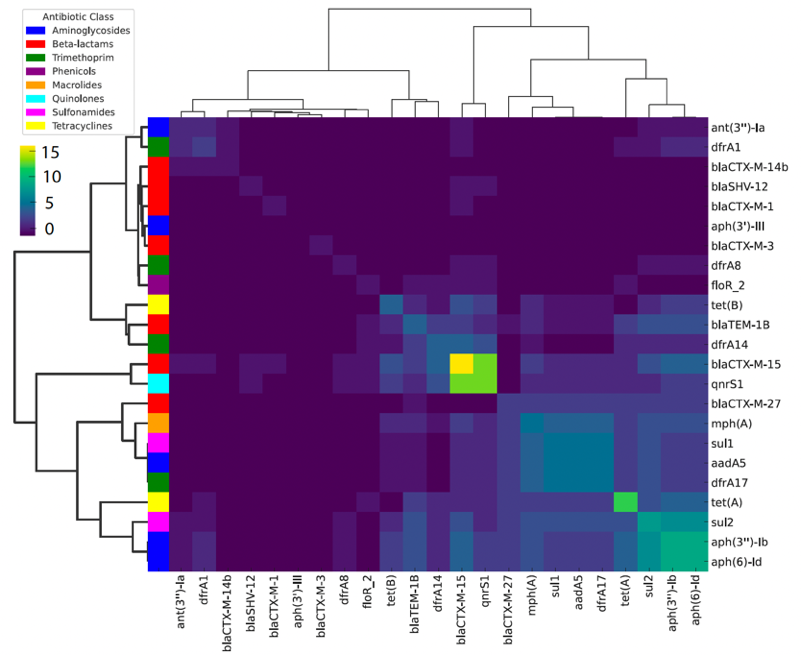 Antibiotic Class
Aminoglycosides
Beta-lactams
Trimethoprim
Phenicols
Macrolides
Quinolones
Sulfonamides
Tetracyclines
15
10
5
0
ant(3'')-Ia
dfrA1
blaCTX-M-14b
blaSHV-12
blaCTX-M-1
aph(3')-III
blaCTX-M-3
dfrA8
floR_2
tet(B)
blaTEM-1B
dfrA14
blaCTX-M-15
qnrS1
blaCTX-M-27
mph(A)
sul1
aadA5
dfrA17
tet(A)
sul2
aph(3'')-Ib
aph(6)-Id
ant(3'')-Ia
dfrA1
blaCTX-M-14b
blaSHV-12
blaCTX-M-1
aph(3')-III
blaCTX-M-3
dfrA8
floR_2
tet(B)
blaTEM-1B
dfrA14
blaCTX-M-15
qnrS1
blaCTX-M-27
mph(A)
sul1
aadA5
dfrA17
tet(A)
sul2
aph(3'')-Ib
aph(6)-Id